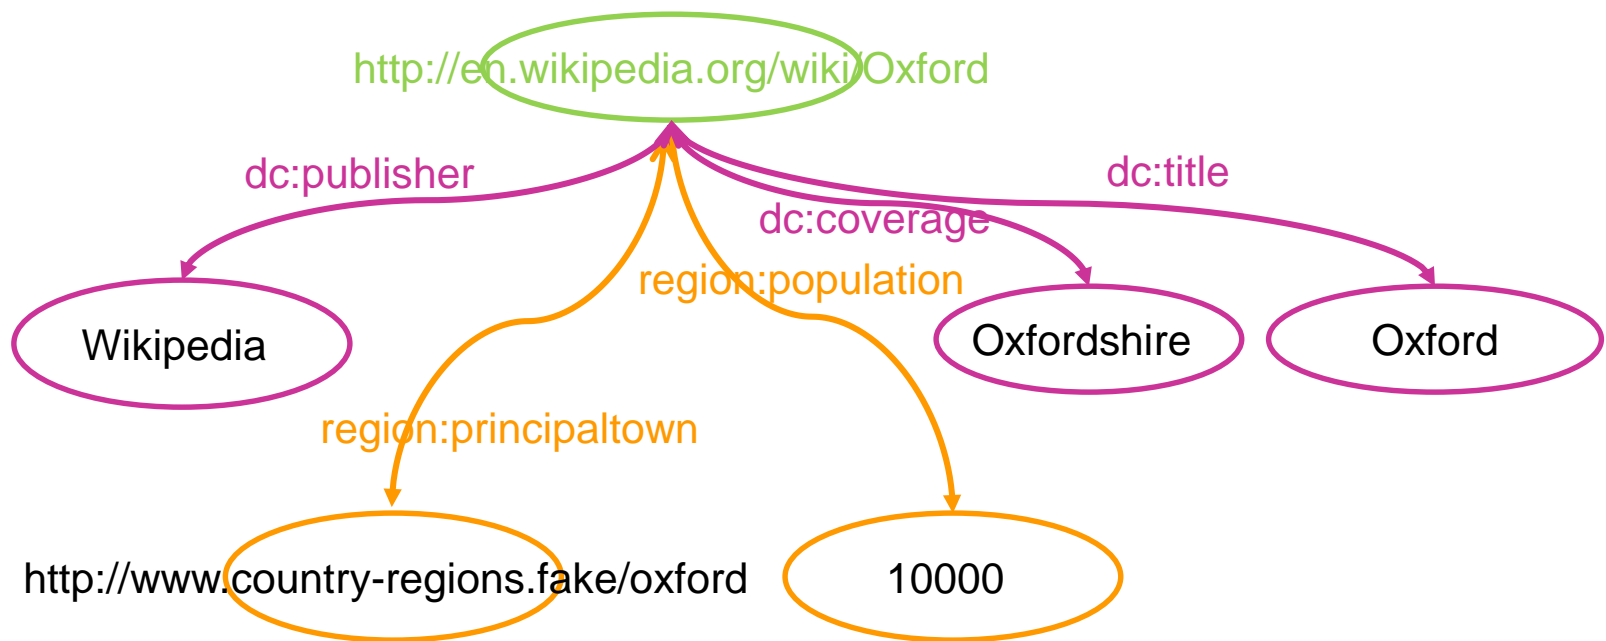 http://en.wikipedia.org/wiki/Oxford
dc:publisher
dc:title
dc:coverage
region:population
Wikipedia
Oxfordshire
Oxford
region:principaltown
http://www.country-regions.fake/oxford
10000